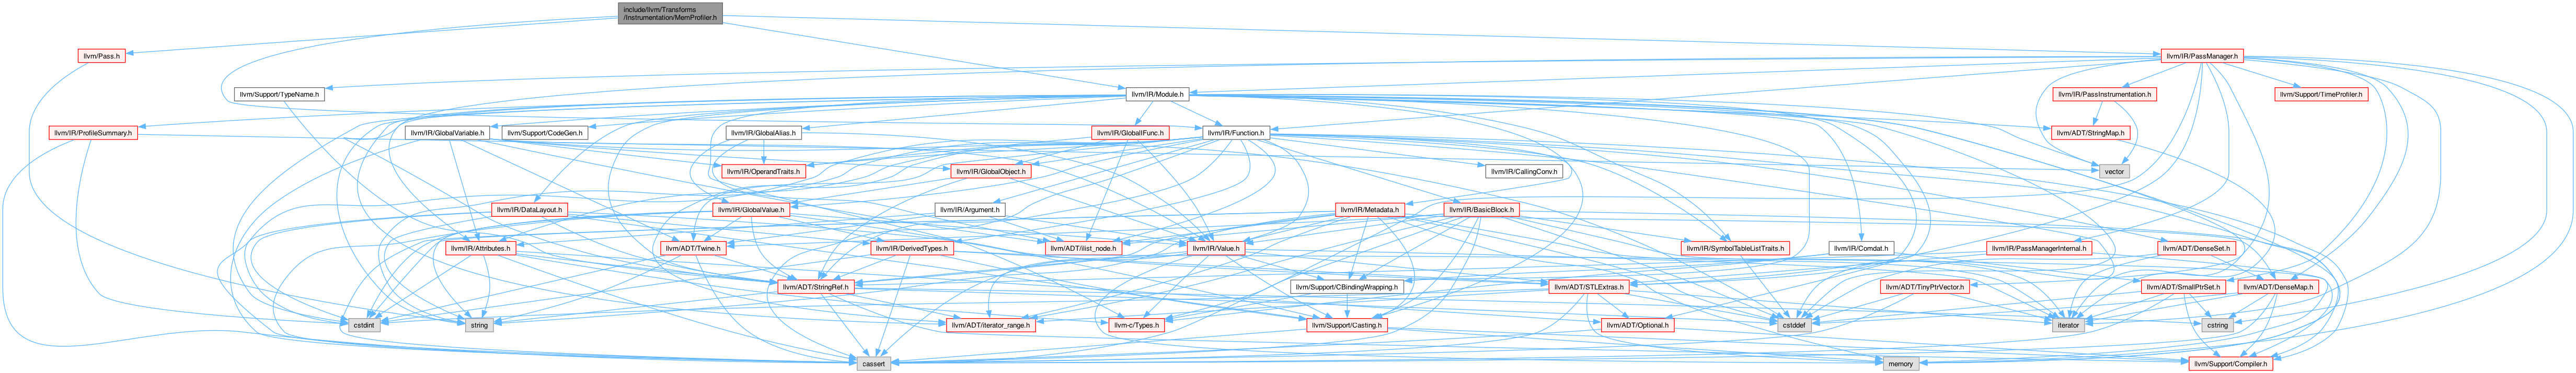 include/llvm/Transforms
/Instrumentation/MemProfiler.h
llvm/Pass.h
llvm/IR/PassManager.h
llvm/Support/TypeName.h
llvm/IR/Module.h
llvm/IR/PassInstrumentation.h
llvm/Support/TimeProfiler.h
llvm/IR/ProfileSummary.h
llvm/IR/GlobalVariable.h
llvm/Support/CodeGen.h
llvm/IR/GlobalAlias.h
llvm/IR/GlobalIFunc.h
llvm/IR/Function.h
llvm/ADT/StringMap.h
llvm/IR/OperandTraits.h
llvm/IR/GlobalObject.h
llvm/IR/CallingConv.h
vector
llvm/IR/DataLayout.h
llvm/IR/GlobalValue.h
llvm/IR/Argument.h
llvm/IR/Metadata.h
llvm/IR/BasicBlock.h
llvm/IR/Attributes.h
llvm/ADT/Twine.h
llvm/IR/DerivedTypes.h
llvm/ADT/ilist_node.h
llvm/IR/Value.h
llvm/IR/SymbolTableListTraits.h
llvm/IR/Comdat.h
llvm/IR/PassManagerInternal.h
llvm/ADT/DenseSet.h
llvm/ADT/StringRef.h
llvm/Support/CBindingWrapping.h
llvm/ADT/STLExtras.h
llvm/ADT/TinyPtrVector.h
llvm/ADT/SmallPtrSet.h
llvm/ADT/DenseMap.h
cstdint
string
llvm/ADT/iterator_range.h
llvm-c/Types.h
llvm/Support/Casting.h
llvm/ADT/Optional.h
cstddef
iterator
cstring
cassert
memory
llvm/Support/Compiler.h